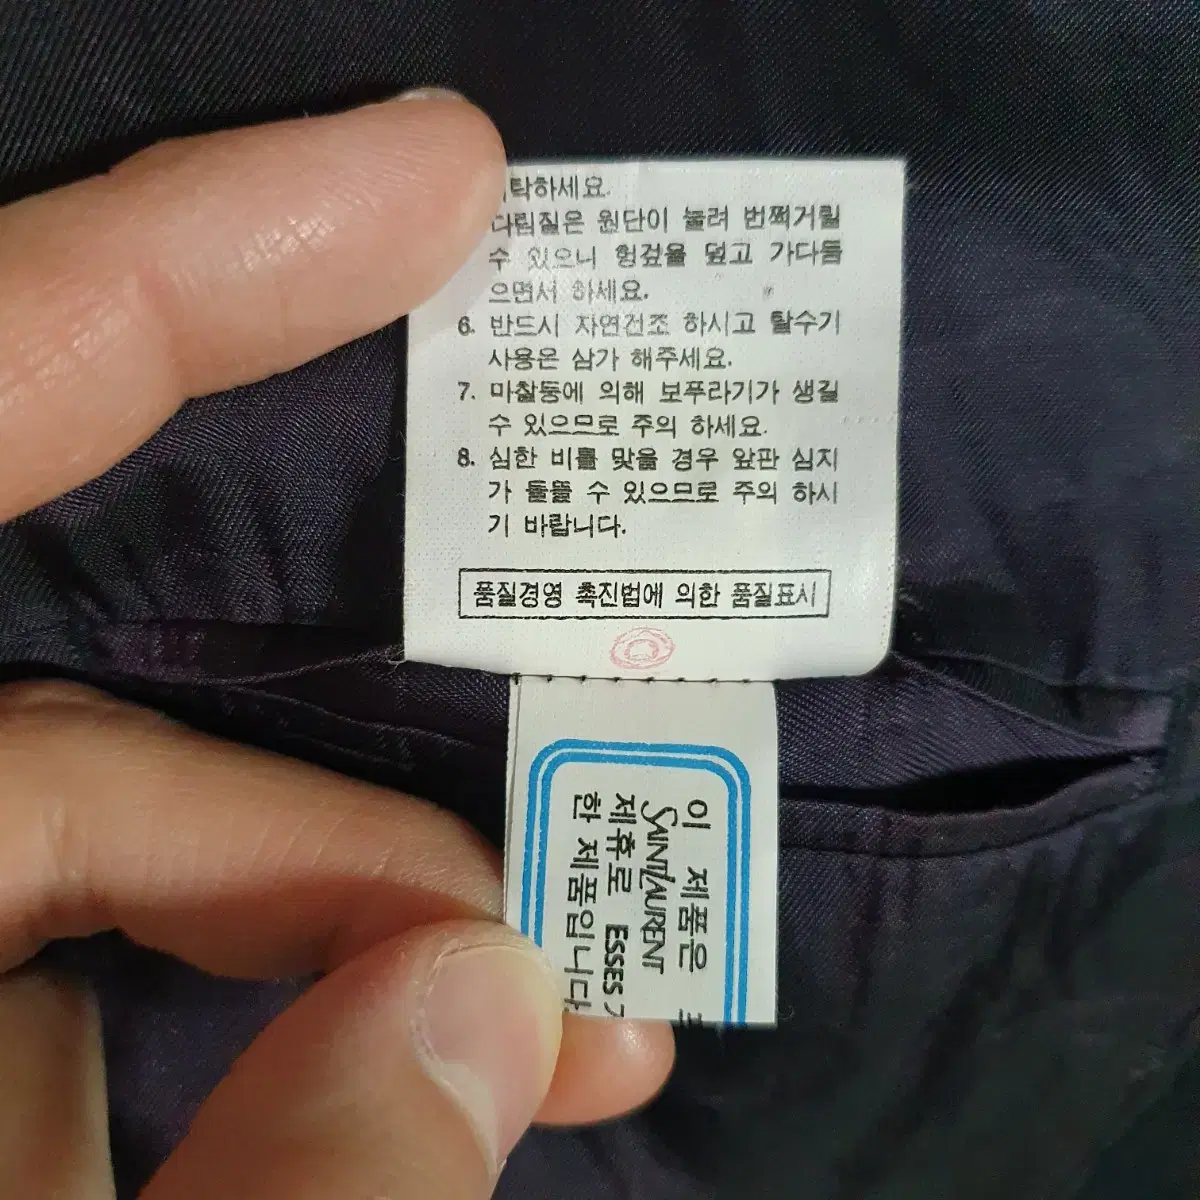 탁하세요.
다림질은 원단이 눌려 번쩍거릴
수 있으니 헝겊을 덮고 가다듬
으면서 하세요.
6. 반드시 자연건조 하시고 탈수기
사용은 삼가 해주세요.
7. 마찰등에 의해 보푸라기가 생길
수 있으므로 주의 하세요.
8. 심한 비를 맞을 경우 앞판 심지
가 들뜰 수 있으므로 주의 하시
기 바랍니다.
품질경영 촉진법에 의한 품질표시
이 제품은
SAINT LAURENT
제휴로 ESSES
한 제품입니다